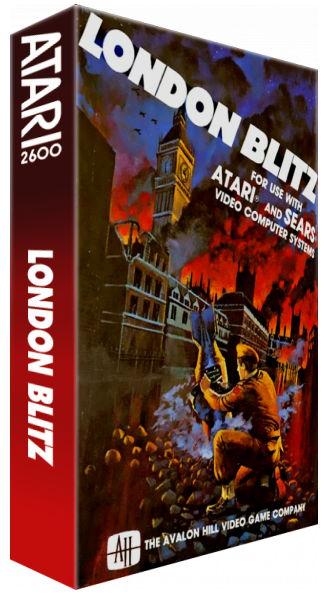 ATARI
2600
LONDON BLITZ
LONDON BLITZ
FOR USE WITH
ATARI® AND SEARS®
VIDEO COMPUTER SYSTEMS
AH
THE AVALON HILL VIDEO GAME COMPANY